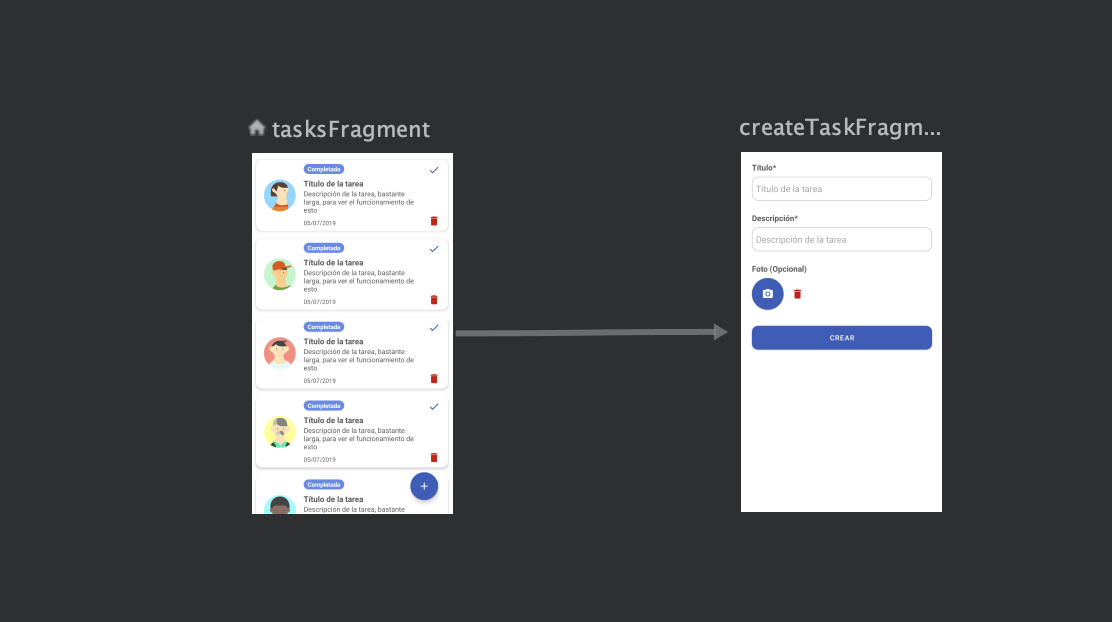 tasksFragment
Completada
Título de la tarea
Descripción de la tarea, bastante
larga, para ver el funcionamiento de
esto
05/07/2019
Completada
Título de la tarea
Descripción de la tarea, bastante
larga, para ver el funcionamiento de
esto
05/07/2019
Completada
Título de la tarea
Descripción de la tarea, bastante
larga, para ver el funcionamiento de
esto
05/07/2019
Completada
Título de la tarea
Descripción de la tarea, bastante
larga, para ver el funcionamiento de
esto
05/07/2019
Completada
Título de la tarea
Descripción de la tarea, bastante
createTaskFragm...
Título*
Título de la tarea
Descripción*
Descripción de la tarea
Foto (Opcional)
CREAR